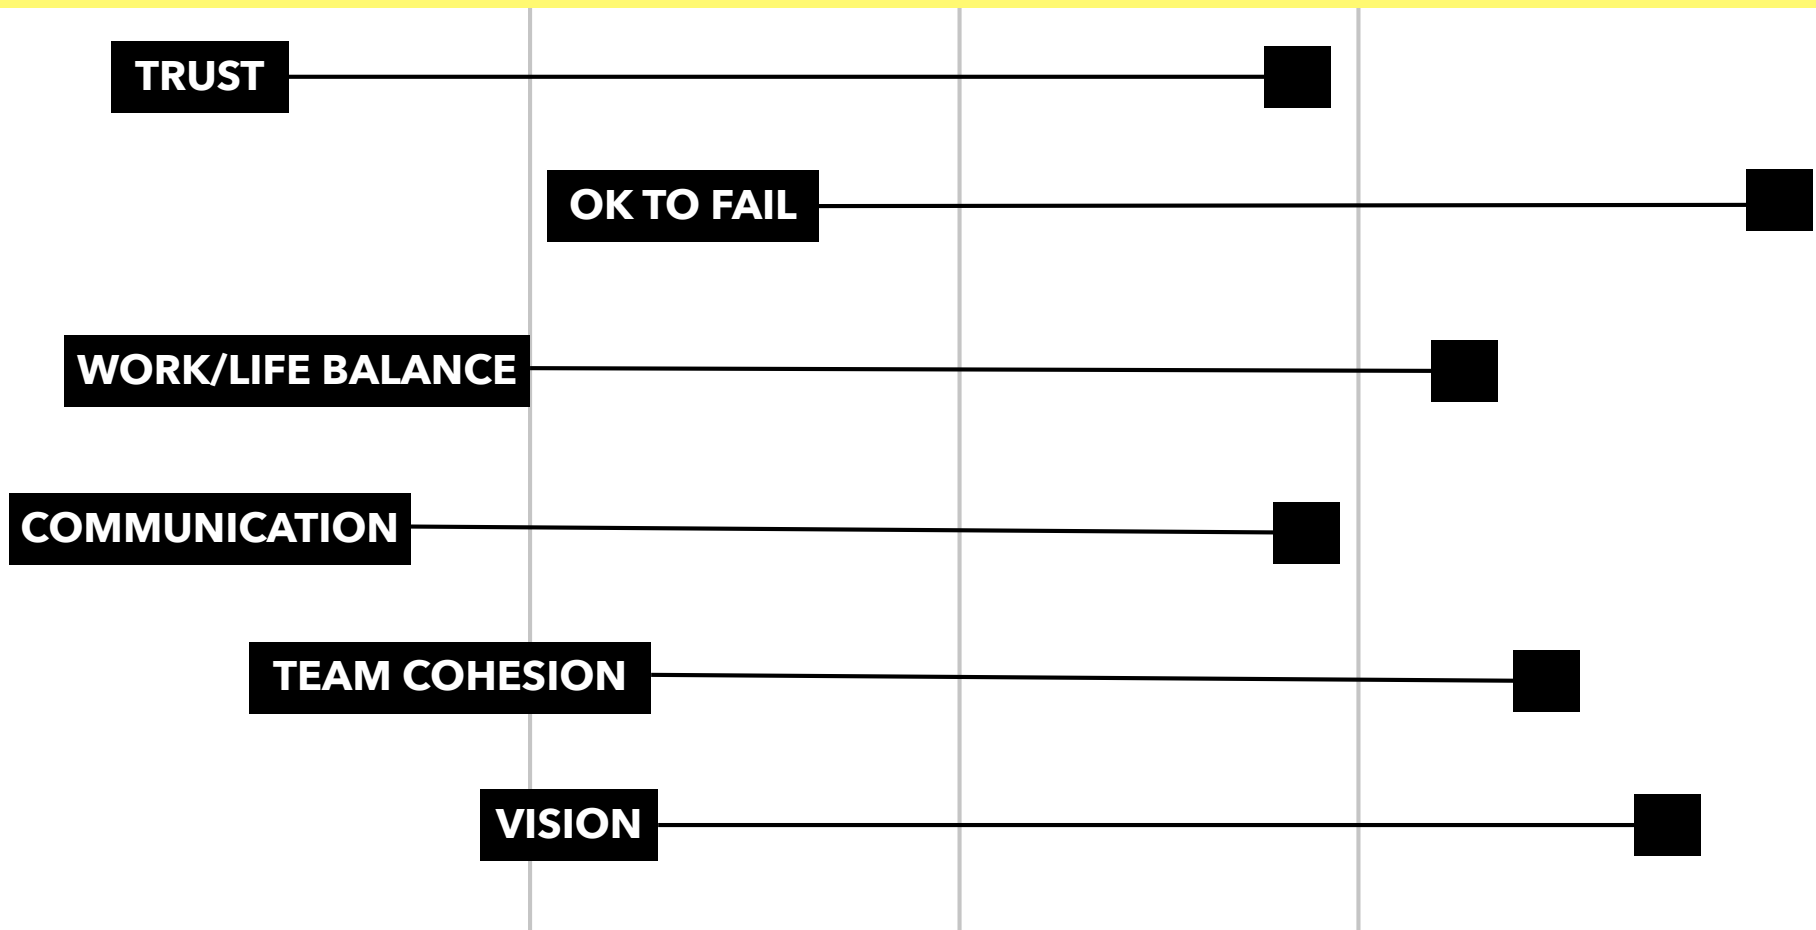 TRUST
OK TO FAIL
WORK/LIFE BALANCE
COMMUNICATION
TEAM COHESION
VISION